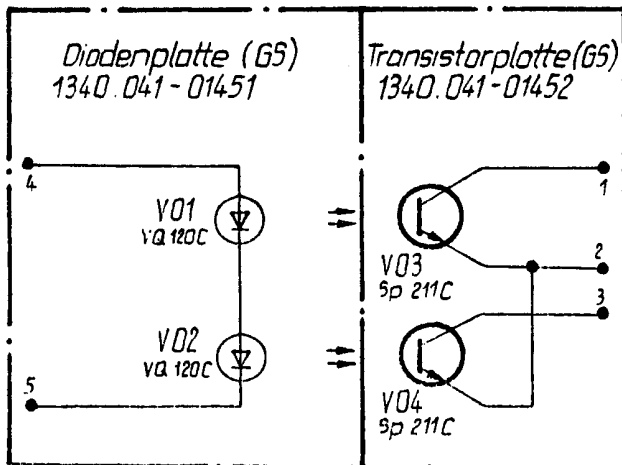 Diodenplatte (GS)
1340.041-01451
Transistorplatte(GS)
1340.041-01452
4
V01
VQ 120C
V02
VQ 120C
5
1
V03
Sp 211C
2
3
V04
Sp 211C